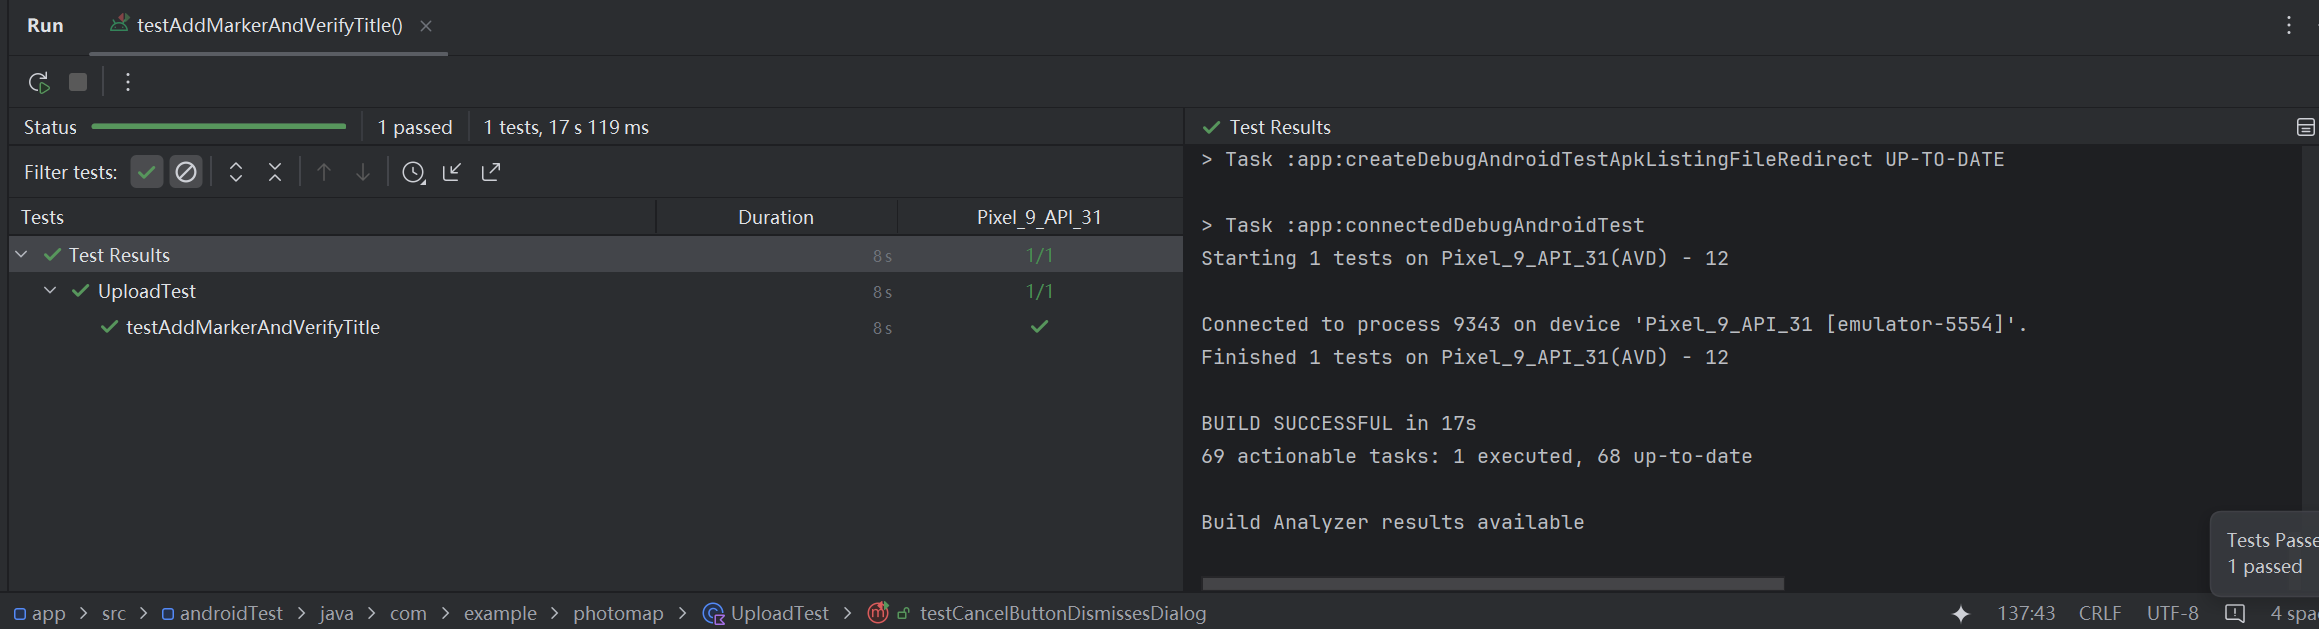 Run testAddMarkerAndVerifyTitle()
Status 1 passed 1 tests, 17 s 119 ms
Filter tests:
Tests Duration Pixel_9_API_31
Test Results 8 s 1/1
UploadTest 8 s 1/1
testAddMarkerAndVerifyTitle 8 s
Test Results
> Task :app:createDebugAndroidTestApkListingFileRedirect UP-TO-DATE
> Task :app:connectedDebugAndroidTest
Starting 1 tests on Pixel_9_API_31(AVD) - 12
Connected to process 9343 on device 'Pixel_9_API_31 [emulator-5554]'.
Finished 1 tests on Pixel_9_API_31(AVD) - 12
BUILD SUCCESSFUL in 17s
69 actionable tasks: 1 executed, 68 up-to-date
Build Analyzer results available
Tests Passe
1 passed
app > src > androidTest > java > com > example > photomap > UploadTest > testCancelButtonDismissesDialog
137:43 CRLF UTF-8 4 spa